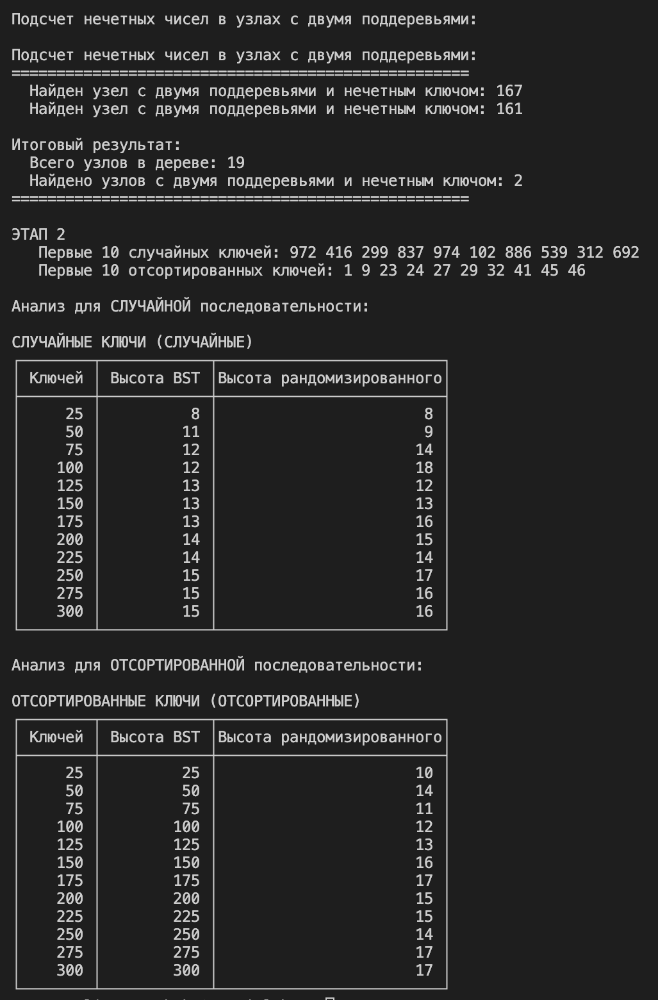 Подсчет нечетных чисел в узлах с двумя поддеревьями:
Подсчет нечетных чисел в узлах с двумя поддеревьями:
===================================================
Найден узел с двумя поддеревьями и нечетным ключом: 167
Найден узел с двумя поддеревьями и нечетным ключом: 161
Итоговый результат:
Всего узлов в дереве: 19
Найдено узлов с двумя поддеревьями и нечетным ключом: 2
===================================================
ЭТАП 2
Первые 10 случайных ключей: 972 416 299 837 974 102 886 539 312 692
Первые 10 отсортированных ключей: 1 9 23 24 27 29 32 41 45 46
Анализ для СЛУЧАЙНОЙ последовательности:
СЛУЧАЙНЫЕ КЛЮЧИ (СЛУЧАЙНЫЕ)
Ключей Высота BST Высота рандомизированного
25 8 8
50 11 9
75 12 14
100 12 18
125 13 12
150 13 13
175 13 16
200 14 15
225 14 14
250 15 17
275 15 16
300 15 16
Анализ для ОТСОРТИРОВАННОЙ последовательности:
ОТСОРТИРОВАННЫЕ КЛЮЧИ (ОТСОРТИРОВАННЫЕ)
Ключей Высота BST Высота рандомизированного
25 25 10
50 50 14
75 75 11
100 100 12
125 125 13
150 150 16
175 175 17
200 200 15
225 225 15
250 250 14
275 275 17
300 300 17